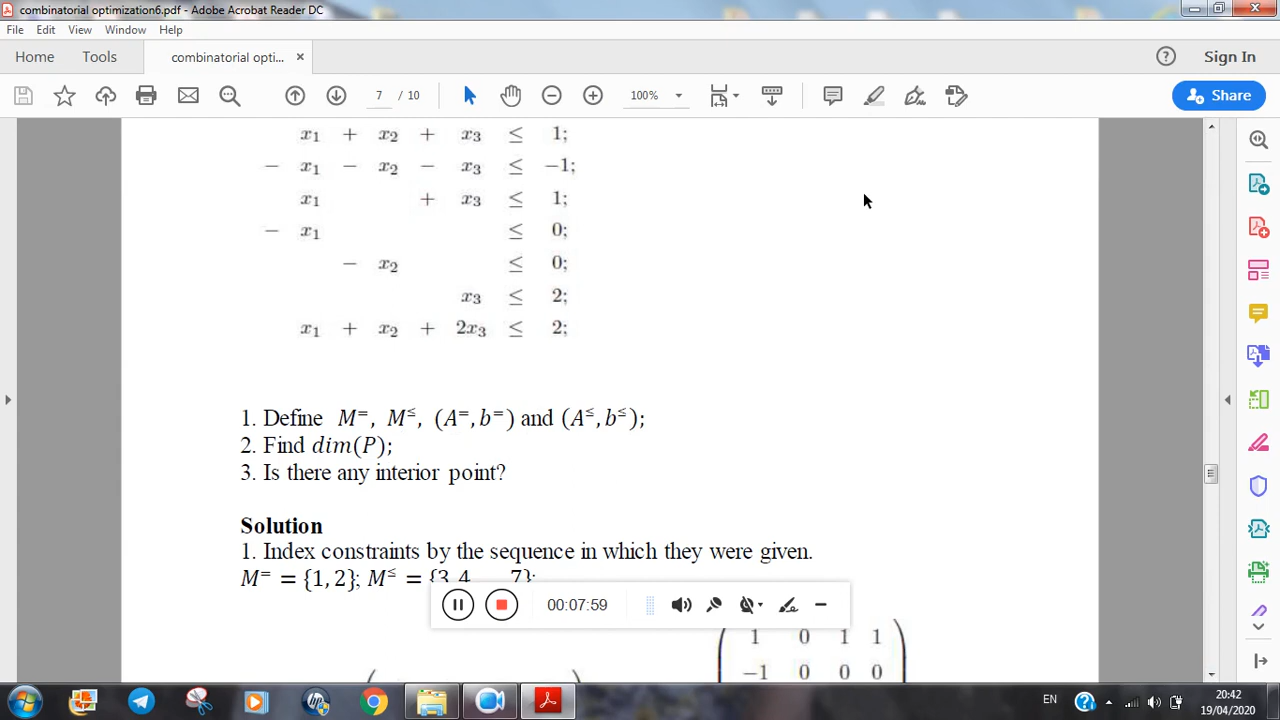 combinatorial optimization6.pdf - Adobe Acrobat Reader DC
File Edit View Window Help
Home Tools combinatorial opti... × Sign In
7 / 10 100% Share
x₁ + x₂ + x₃ ≤ 1;
− x₁ − x₂ − x₃ ≤ −1;
x₁ + x₃ ≤ 1;
− x₁ ≤ 0;
− x₂ ≤ 0;
x₃ ≤ 2;
x₁ + x₂ + 2x₃ ≤ 2;
1. Define M⁼, M^≤, (A⁼, b⁼) and (A^≤, b^≤);
2. Find dim(P);
3. Is there any interior point?
Solution
1. Index constraints by the sequence in which they were given.
M⁼ = {1, 2}; M^≤ = {3, 4, ..., 7};
00:07:59
1 0 1 1
−1 0 0 0
EN 20:42
19/04/2020